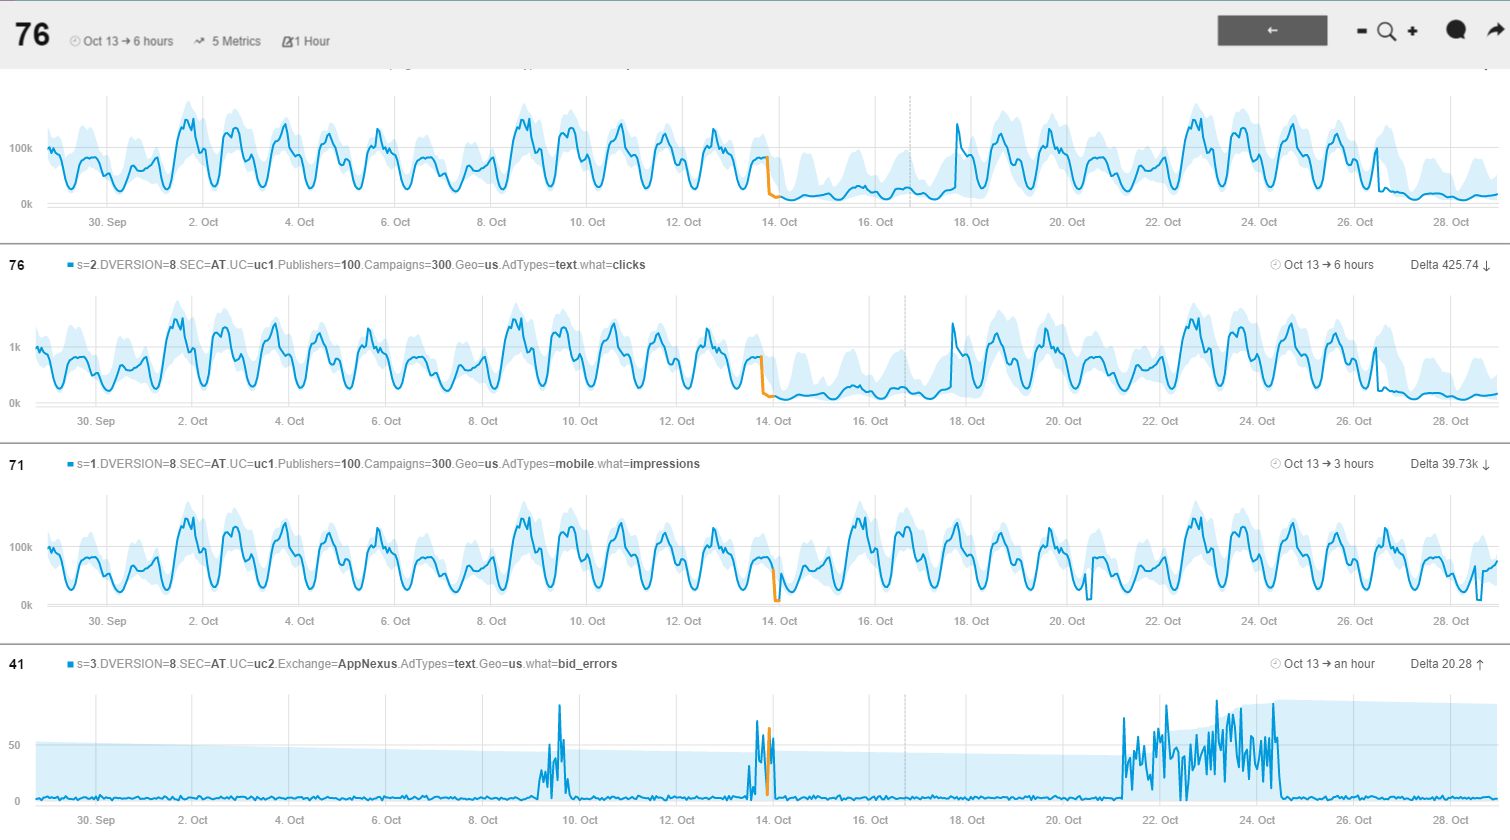 76 Oct 13 → 6 hours 5 Metrics 1 Hour ← - +
100k
0k
30. Sep 2. Oct 4. Oct 6. Oct 8. Oct 10. Oct 12. Oct 14. Oct 16. Oct 18. Oct 20. Oct 22. Oct 24. Oct 26. Oct 28. Oct
76 s=2.DVERSION=8.SEC=AT.UC=uc1.Publishers=100.Campaigns=300.Geo=us.AdTypes=text.what=clicks Oct 13 → 6 hours Delta 425.74 ↓
1k
0k
30. Sep 2. Oct 4. Oct 6. Oct 8. Oct 10. Oct 12. Oct 14. Oct 16. Oct 18. Oct 20. Oct 22. Oct 24. Oct 26. Oct 28. Oct
71 s=1.DVERSION=8.SEC=AT.UC=uc1.Publishers=100.Campaigns=300.Geo=us.AdTypes=mobile.what=impressions Oct 13 → 3 hours Delta 39.73k ↓
100k
0k
30. Sep 2. Oct 4. Oct 6. Oct 8. Oct 10. Oct 12. Oct 14. Oct 16. Oct 18. Oct 20. Oct 22. Oct 24. Oct 26. Oct 28. Oct
41 s=3.DVERSION=8.SEC=AT.UC=uc2.Exchange=AppNexus.AdTypes=text.Geo=us.what=bid_errors Oct 13 → an hour Delta 20.28 ↑
50
0
30. Sep 2. Oct 4. Oct 6. Oct 8. Oct 10. Oct 12. Oct 14. Oct 16. Oct 18. Oct 20. Oct 22. Oct 24. Oct 26. Oct 28. Oct